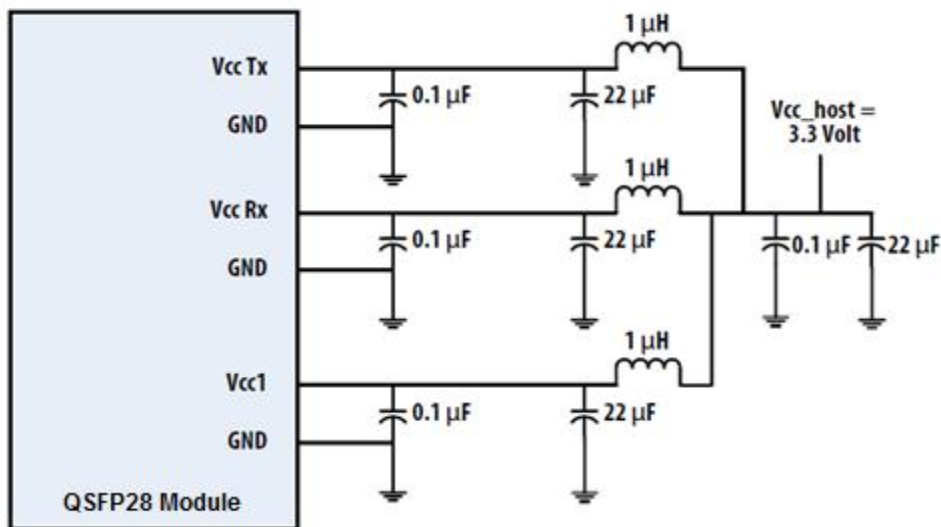 1 μH
Vcc Tx
0.1 μF
22 μF
GND
Vcc_host =
3.3 Volt
1 μH
Vcc Rx
0.1 μF
22 μF
0.1 μF
22 μF
GND
1 μH
Vcc1
0.1 μF
22 μF
GND
QSFP28 Module